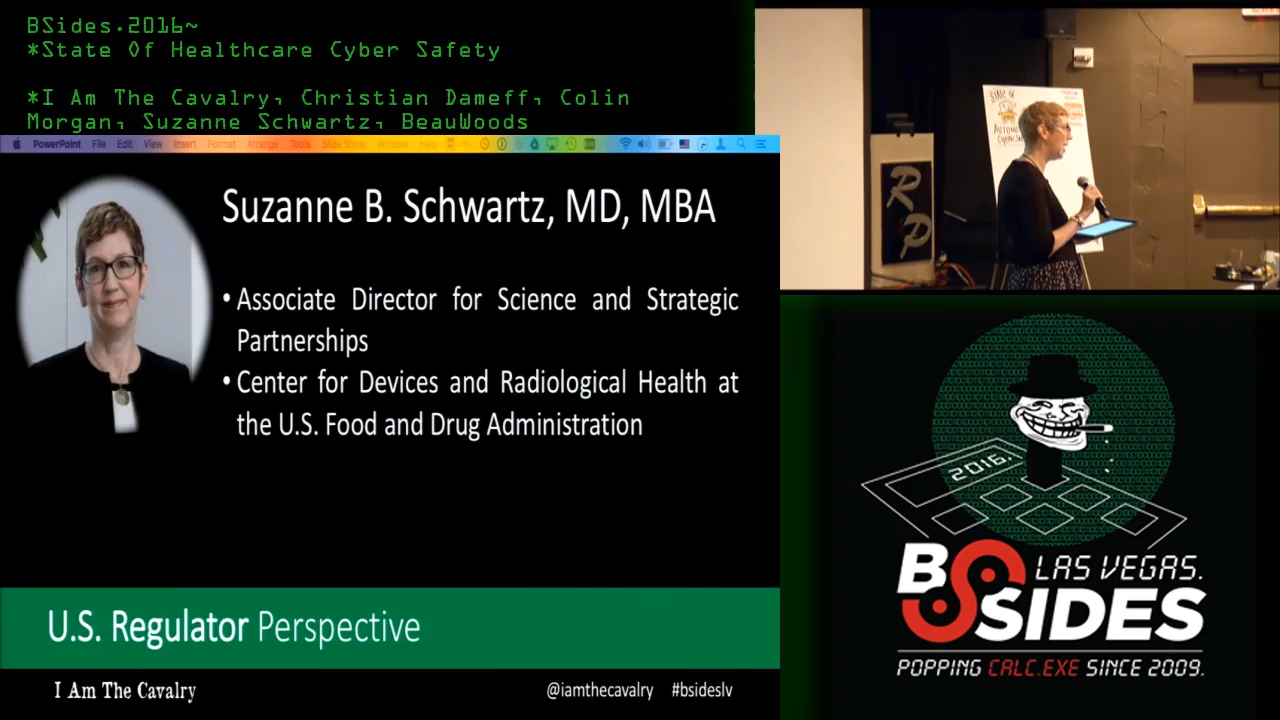 BSides.2016~
*State Of Healthcare Cyber Safety
*I Am The Cavalry, Christian Dameff, Colin
Morgan, Suzanne Schwartz, BeauWoods
PowerPoint File Edit View Insert Format Arrange Tools Slide Show Window Help
Suzanne B. Schwartz, MD, MBA
• Associate Director for Science and Strategic
Partnerships
• Center for Devices and Radiological Health at
the U.S. Food and Drug Administration
U.S. Regulator Perspective
I Am The Cavalry
@iamthecavalry #bsideslv
STATE OF
RP
2016.
BSIDES
LAS VEGAS.
POPPING CALC.EXE SINCE 2009.